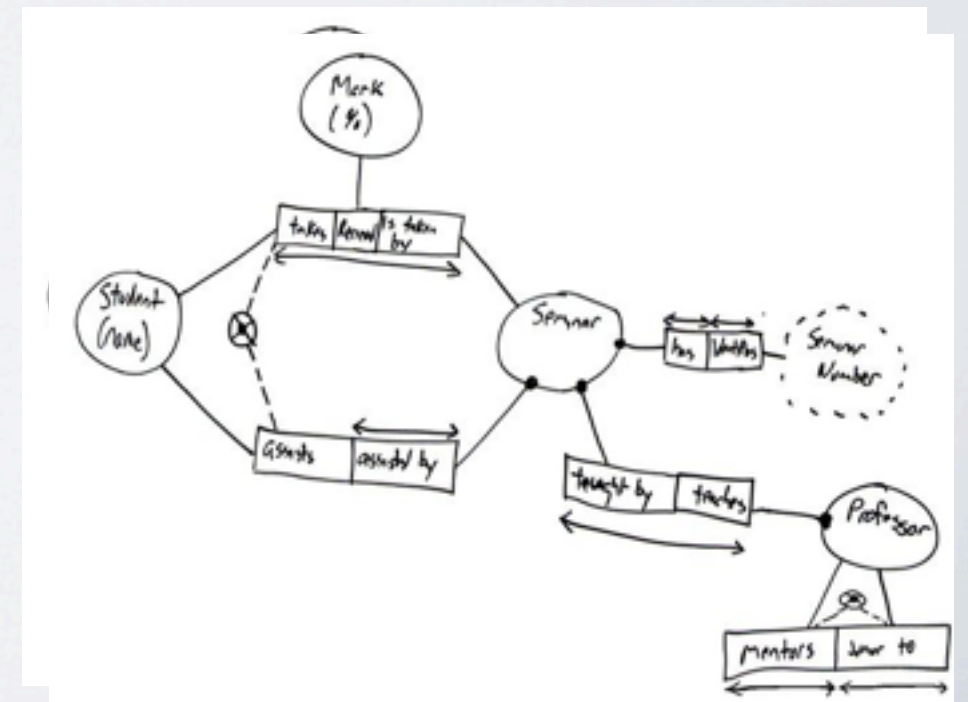 Mark
(%)
takes
is taken
by
Student
(name)
Seminar
has
Seminar
Number
assists
assisted by
taught by
teaches
Professor
mentors
to